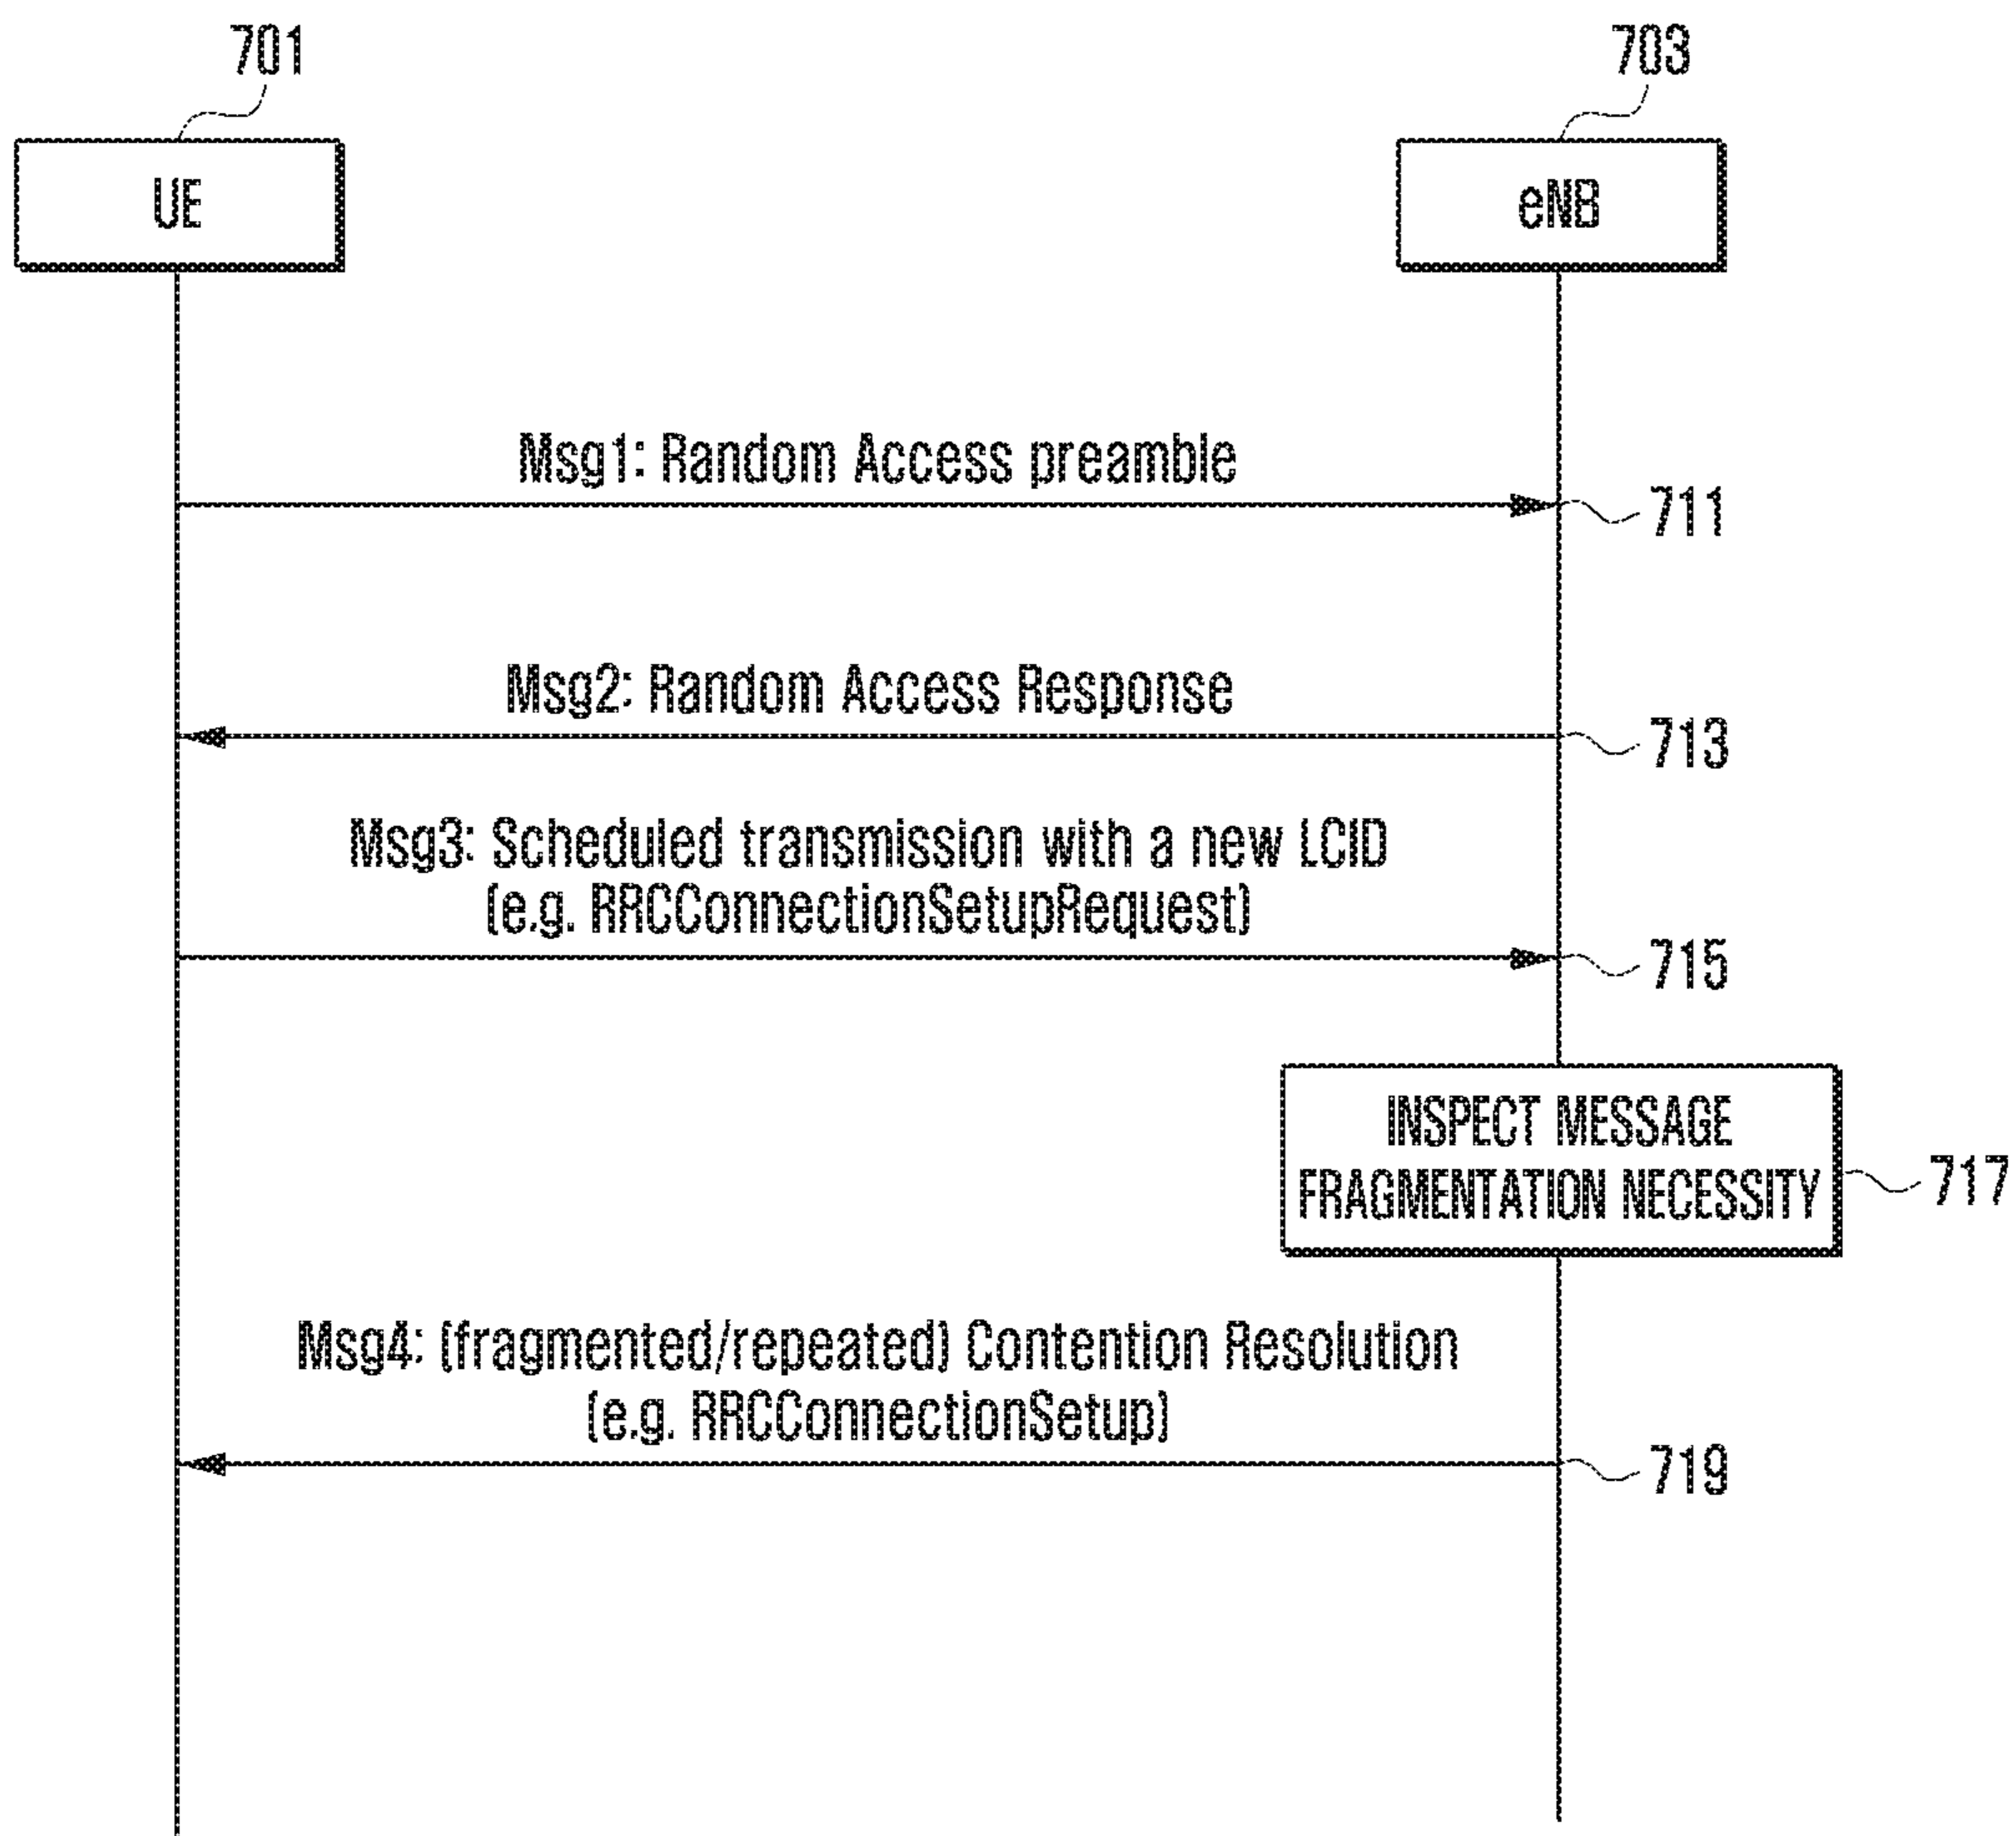 701
703
UE
eNB
Msg1: Random Access preamble
711
Msg2: Random Access Response
713
Msg3: Scheduled transmission with a new LCID
(e.g. RRCConnectionSetupRequest)
715
INSPECT MESSAGE
FRAGMENTATION NECESSITY
717
Msg4: (fragmented/repeated) Contention Resolution
(e.g. RRCConnectionSetup)
719